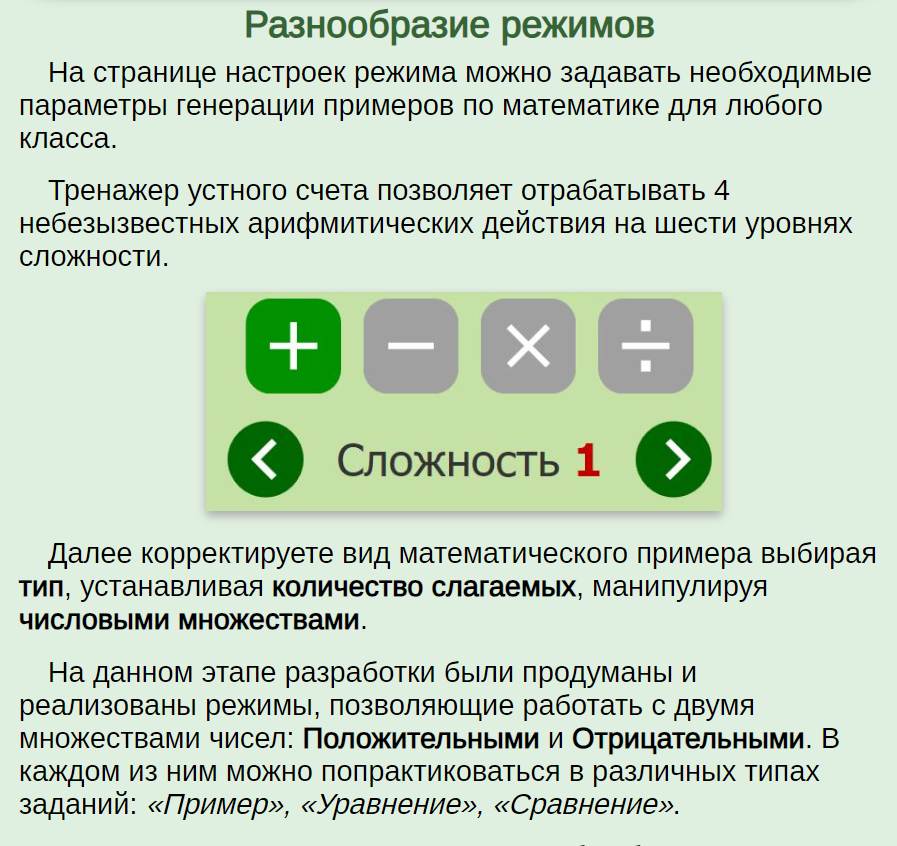 Разнообразие режимов
На странице настроек режима можно задавать необходимые
параметры генерации примеров по математике для любого
класса.
Тренажер устного счета позволяет отрабатывать 4
небезызвестных арифмитических действия на шести уровнях
сложности.
+ − × ÷
Сложность 1
Далее корректируете вид математического примера выбирая
тип, устанавливая количество слагаемых, манипулируя
числовыми множествами.
На данном этапе разработки были продуманы и
реализованы режимы, позволяющие работать с двумя
множествами чисел: Положительными и Отрицательными. В
каждом из ним можно попрактиковаться в различных типах
заданий: «Пример», «Уравнение», «Сравнение».